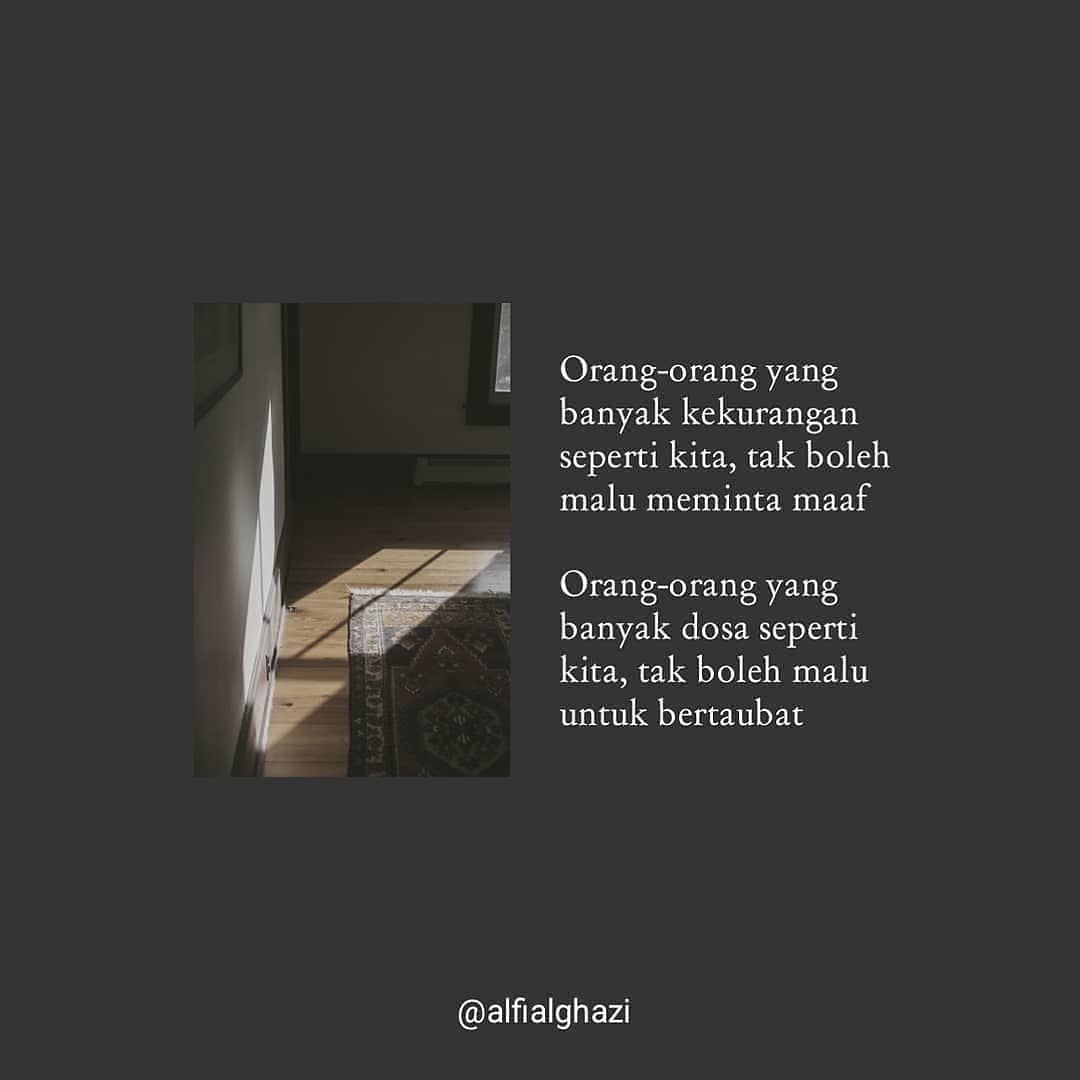 Orang-orang yang
banyak kekurangan
seperti kita, tak boleh
malu meminta maaf
Orang-orang yang
banyak dosa seperti
kita, tak boleh malu
untuk bertaubat
@alfialghazi